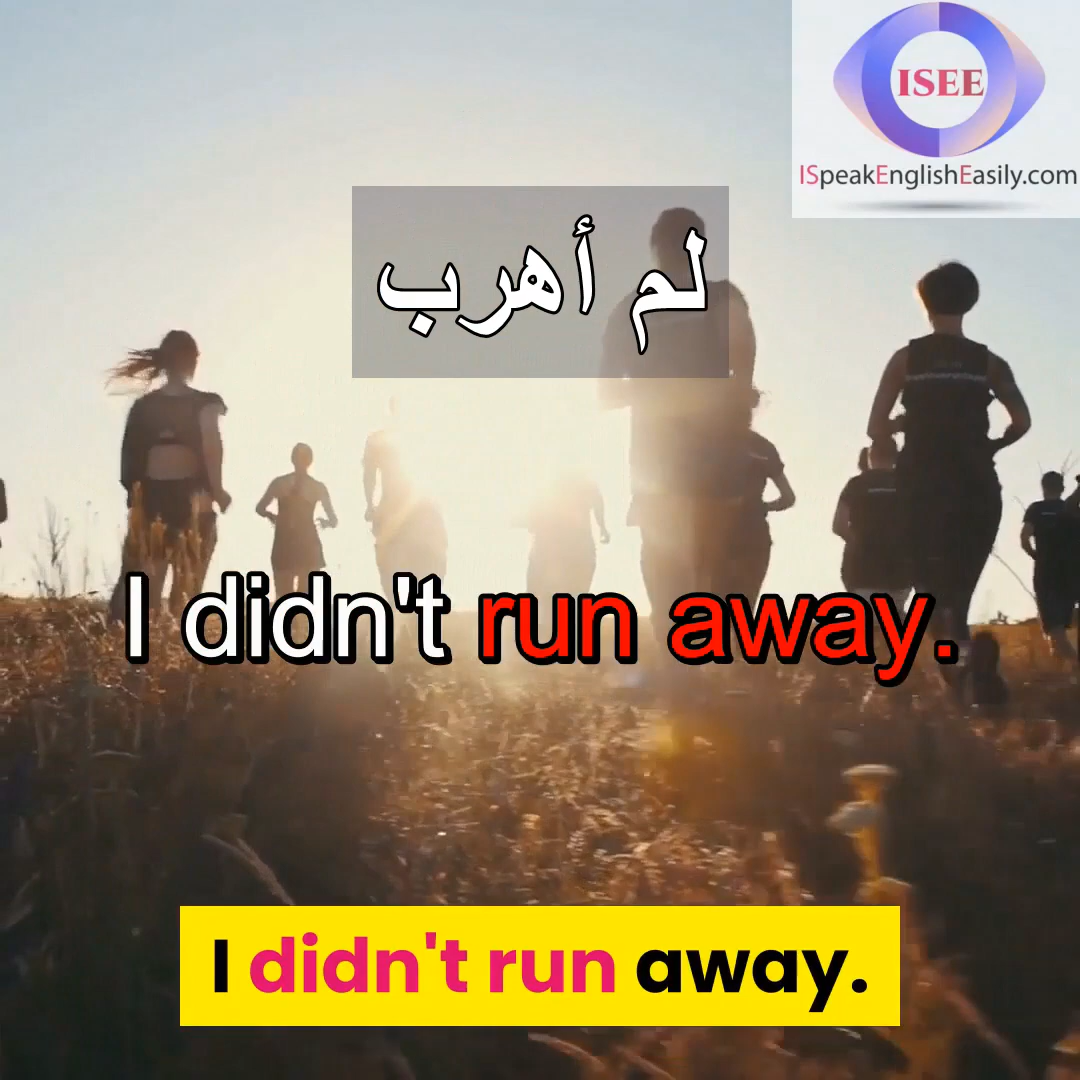 ISEE
ISpeakEnglishEasily.com
لم أهرب
I didn't run away.
I didn't run away.